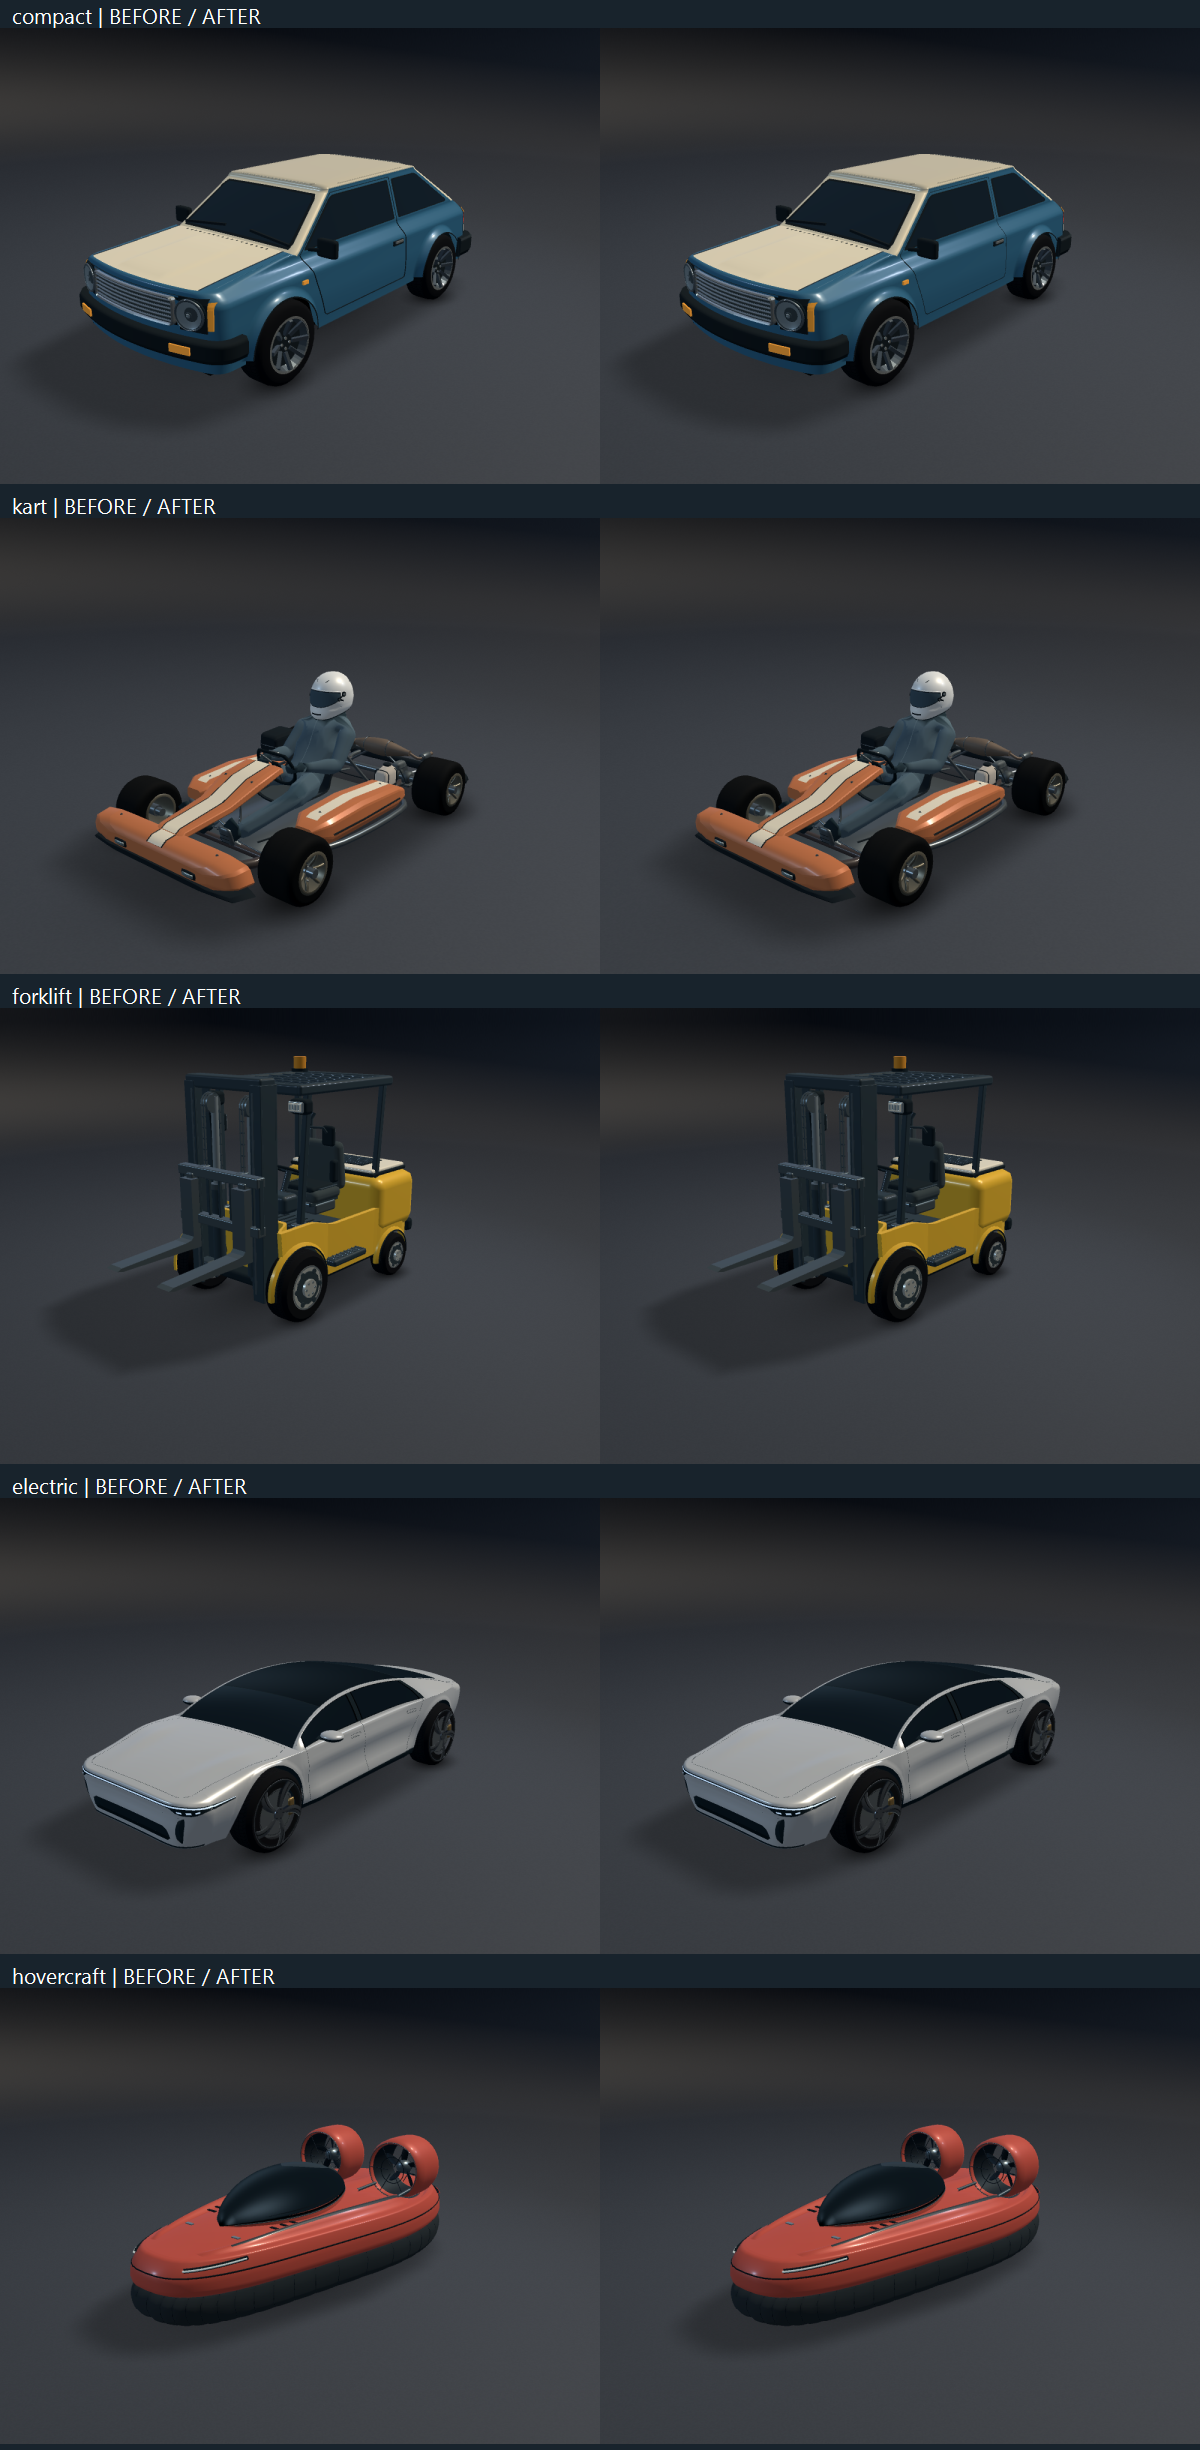 compact | BEFORE / AFTER
kart | BEFORE / AFTER
forklift | BEFORE / AFTER
electric | BEFORE / AFTER
hovercraft | BEFORE / AFTER